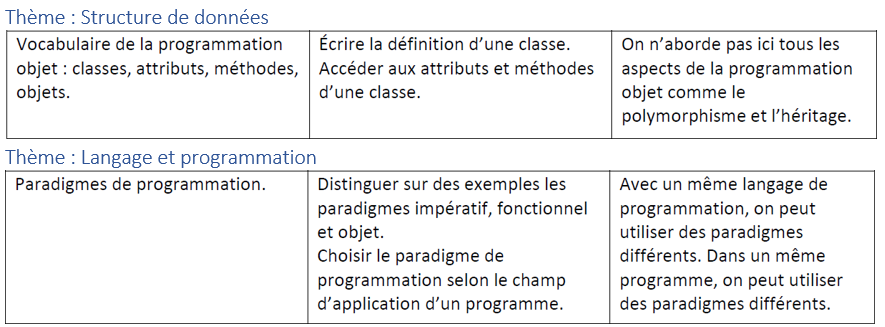 Thème : Structure de données
Vocabulaire de la programmation
objet : classes, attributs, méthodes,
objets.
Écrire la définition d’une classe.
Accéder aux attributs et méthodes
d’une classe.
On n’aborde pas ici tous les
aspects de la programmation
objet comme le
polymorphisme et l’héritage.
Thème : Langage et programmation
Paradigmes de programmation.
Distinguer sur des exemples les
paradigmes impératif, fonctionnel
et objet.
Choisir le paradigme de
programmation selon le champ
d’application d’un programme.
Avec un même langage de
programmation, on peut
utiliser des paradigmes
différents. Dans un même
programme, on peut utiliser
des paradigmes différents.